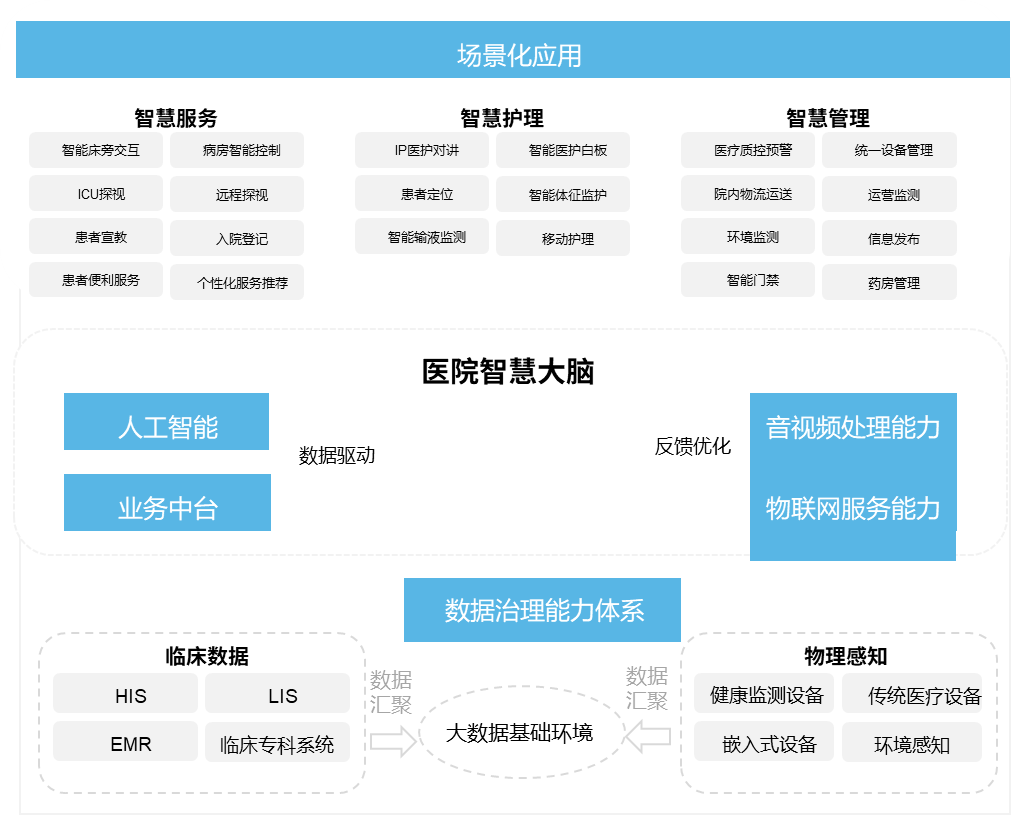 场景化应用
智慧服务
智能床旁交互
病房智能控制
ICU探视
远程探视
患者宣教
入院登记
患者便利服务
个性化服务推荐
智慧护理
IP医护对讲
智能医护白板
患者定位
智能体征监护
智能输液监测
移动护理
智慧管理
医疗质控预警
统一设备管理
院内物流运送
运营监测
环境监测
信息发布
智能门禁
药房管理
医院智慧大脑
人工智能
业务中台
数据驱动
反馈优化
音视频处理能力
物联网服务能力
数据治理能力体系
临床数据
HIS
LIS
EMR
临床专科系统
数据
汇聚
大数据基础环境
数据
汇聚
物理感知
健康监测设备
传统医疗设备
嵌入式设备
环境感知